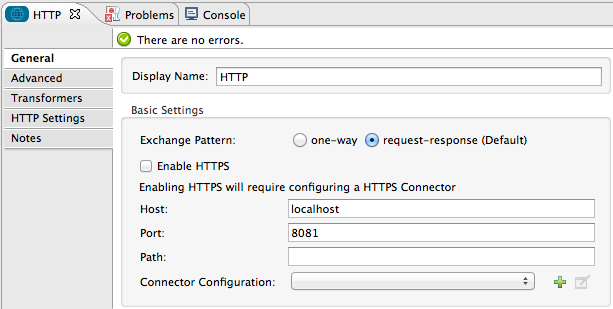 HTTP Problems Console
There are no errors.
General
Advanced
Transformers
HTTP Settings
Notes
Display Name: HTTP
Basic Settings
Exchange Pattern: one-way request-response (Default)
Enable HTTPS
Enabling HTTPS will require configuring a HTTPS Connector
Host: localhost
Port: 8081
Path:
Connector Configuration: